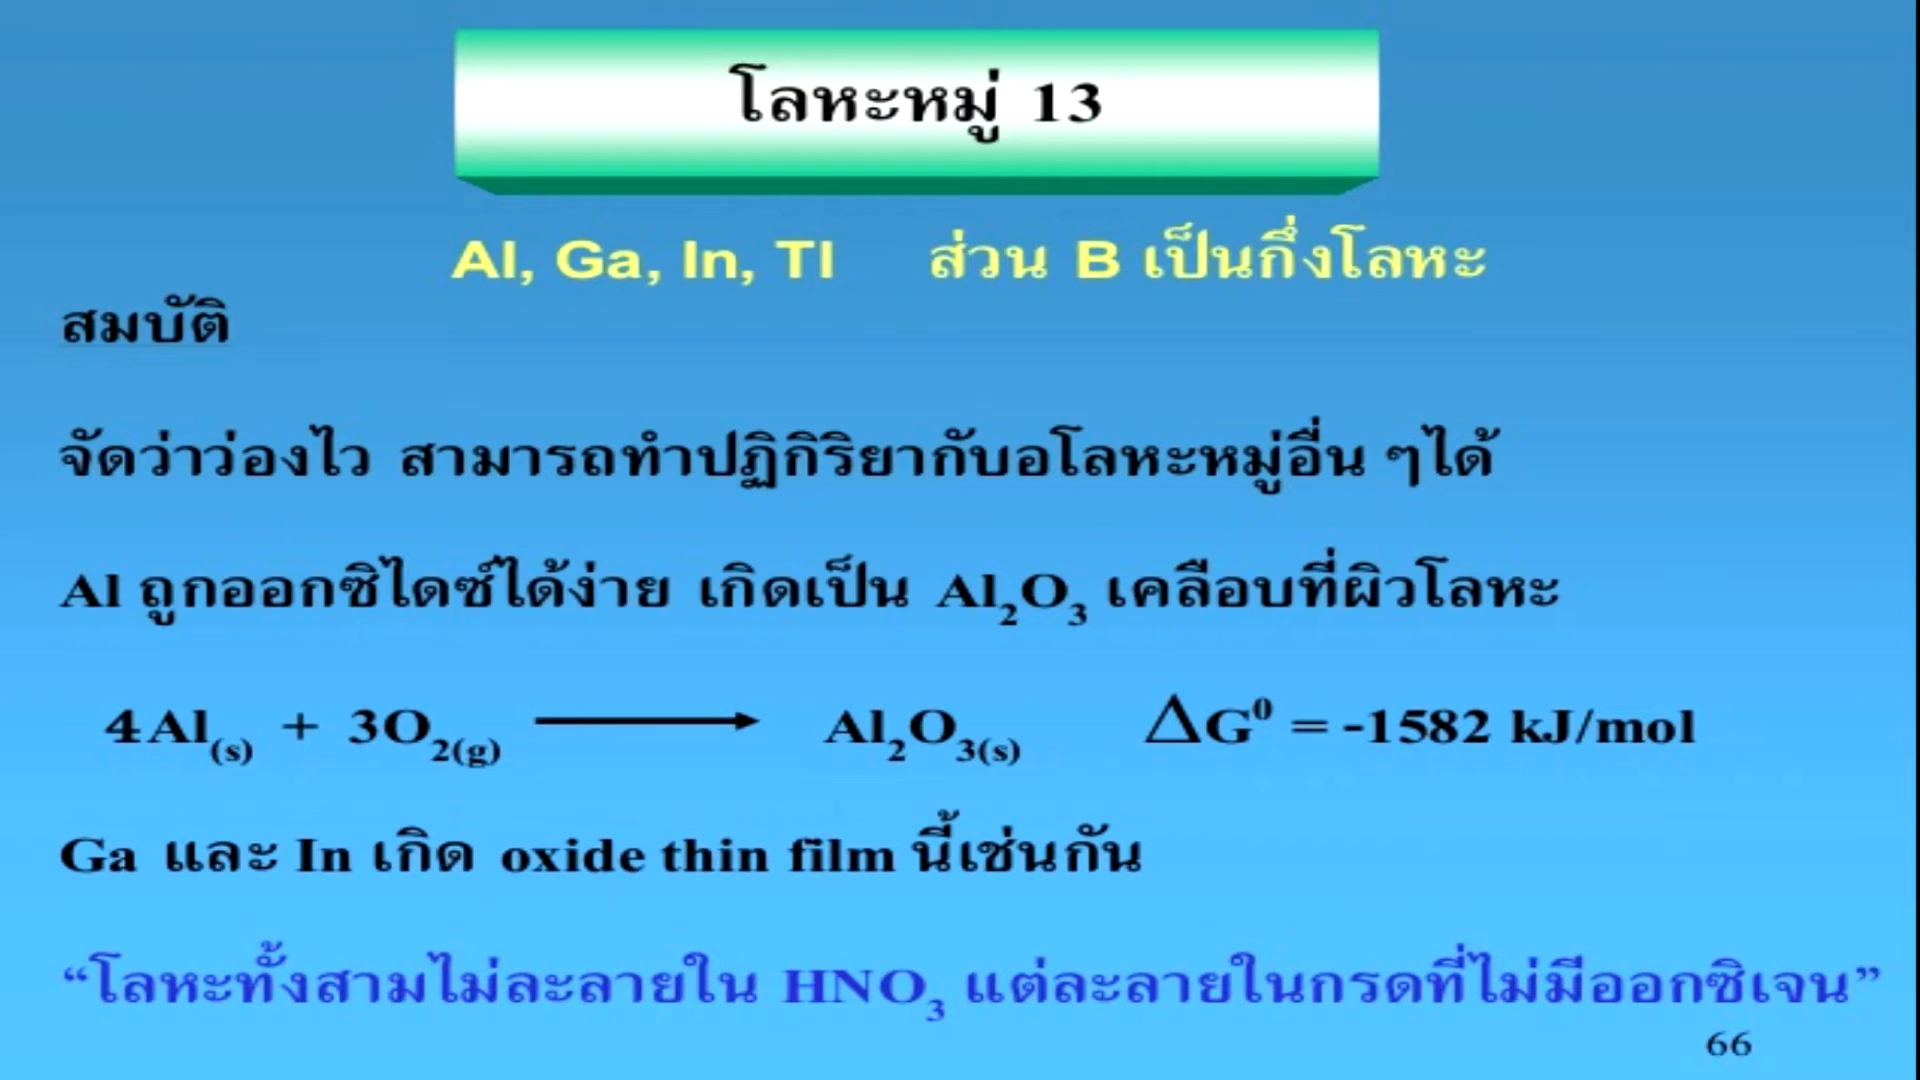 โลหะหมู่ 13
Al, Ga, In, Tl ส่วน B เป็นกึ่งโลหะ
สมบัติ
จัดว่าว่องไว สามารถทำปฏิกิริยากับอโลหะหมู่อื่น ๆได้
Al ถูกออกซิไดซ์ได้ง่าย เกิดเป็น Al₂O₃ เคลือบที่ผิวโลหะ
4Al₍s₎ + 3O₂(g) ⟶ Al₂O₃(s) ΔG⁰ = -1582 kJ/mol
Ga และ In เกิด oxide thin film นี้เช่นกัน
“โลหะทั้งสามไม่ละลายใน HNO₃ แต่ละลายในกรดที่ไม่มีออกซิเจน”
66